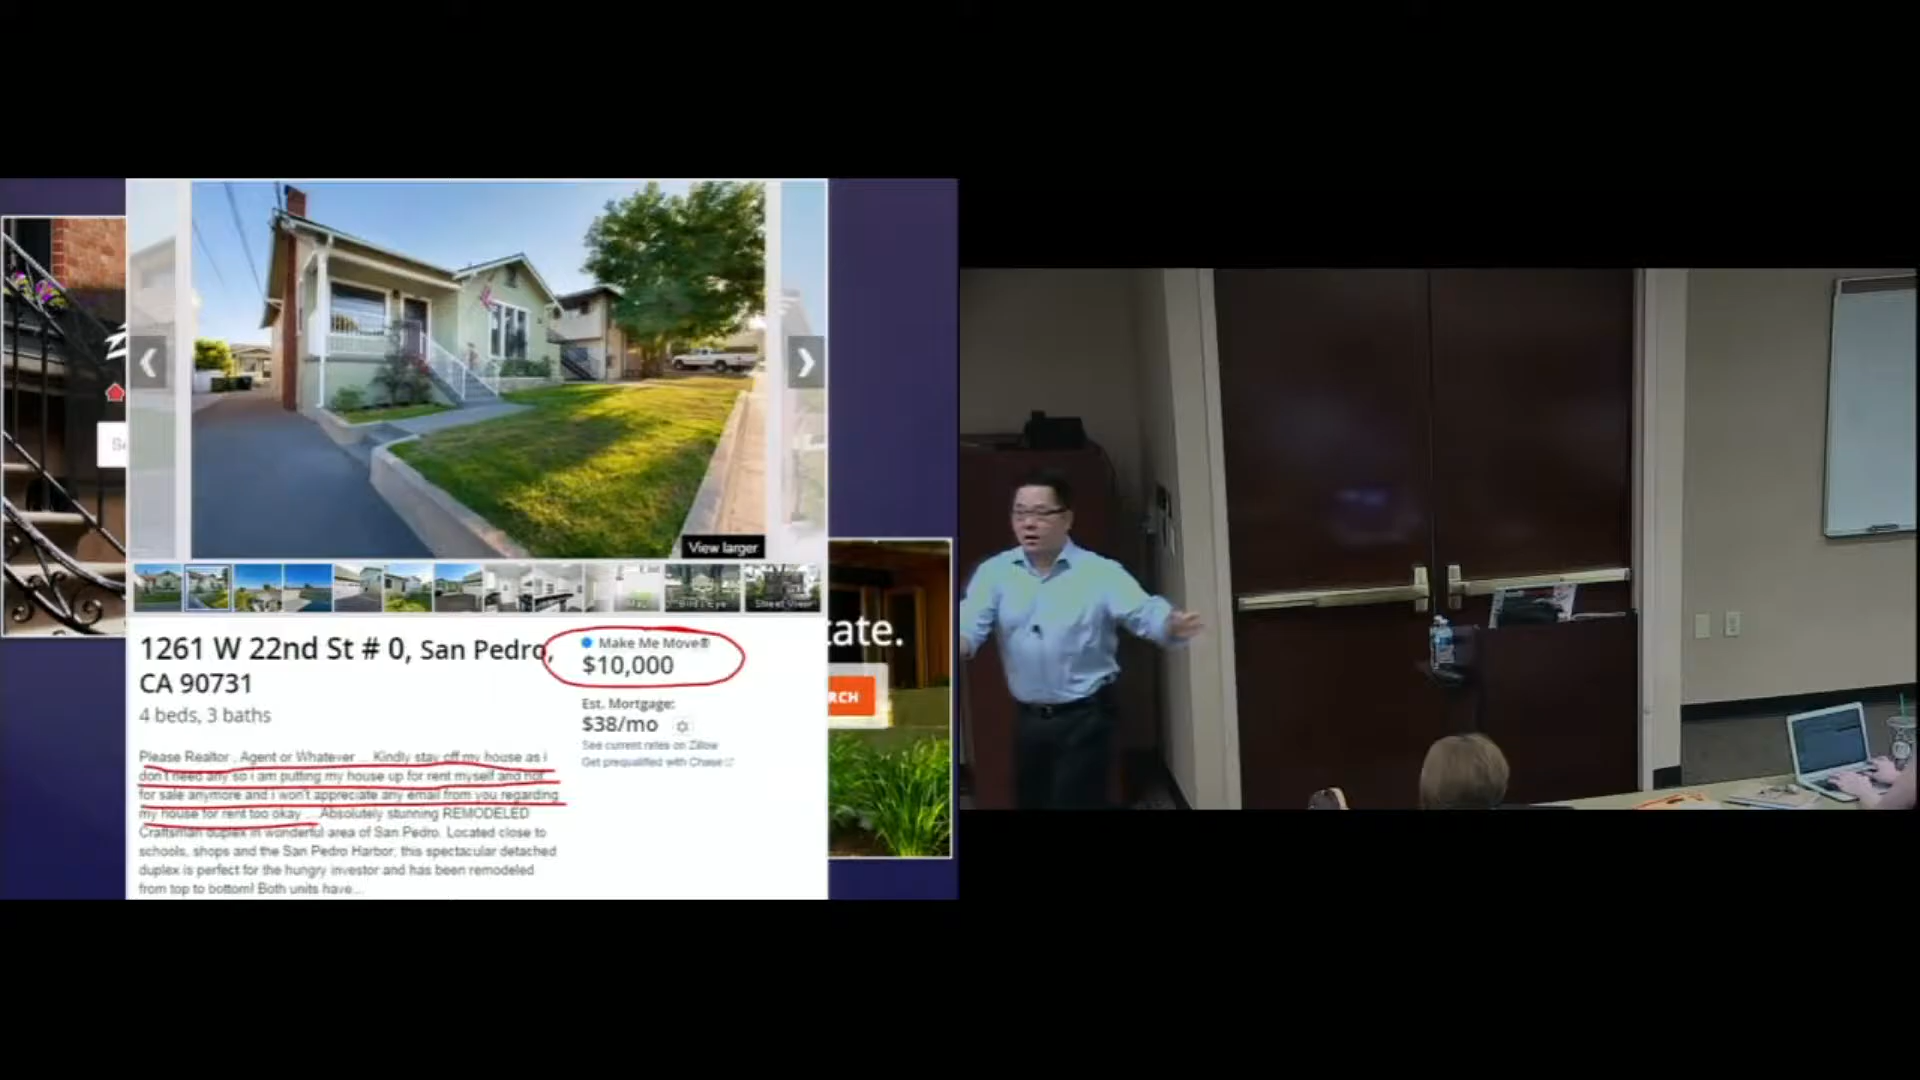 View larger
Bird's Eye
Street View
1261 W 22nd St # 0, San Pedro,
CA 90731
4 beds, 3 baths
Make Me Move®
$10,000
Est. Mortgage:
$38/mo
See current rates on Zillow
Get prequalified with Chase
Please Realtor , Agent or Whatever ... Kindly stay off my house as i
don't need any so i am putting my house up for rent myself and not
for sale anymore and i won't appreciate any email from you regarding
my house for rent too okay ... Absolutely stunning REMODELED
Craftsman duplex in wonderful area of San Pedro. Located close to
schools, shops and the San Pedro Harbor, this spectacular detached
duplex is perfect for the hungry investor and has been remodeled
from top to bottom! Both units have...
tate.
RCH